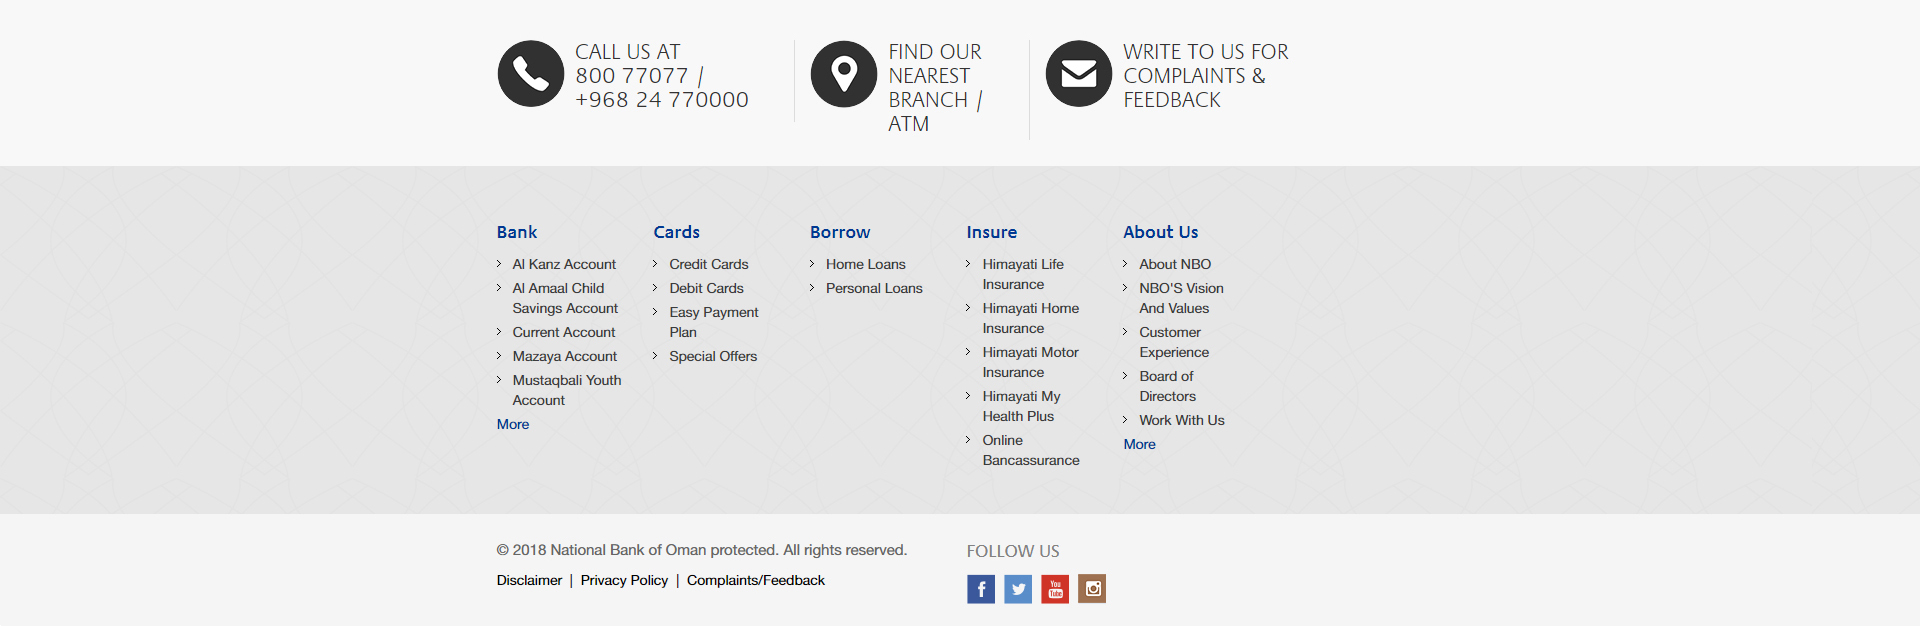 CALL US AT
800 77077 /
+968 24 770000
FIND OUR
NEAREST
BRANCH /
ATM
WRITE TO US FOR
COMPLAINTS &
FEEDBACK
Bank
Al Kanz Account
Al Amaal Child
Savings Account
Current Account
Mazaya Account
Mustaqbali Youth
Account
More
Cards
Credit Cards
Debit Cards
Easy Payment
Plan
Special Offers
Borrow
Home Loans
Personal Loans
Insure
Himayati Life
Insurance
Himayati Home
Insurance
Himayati Motor
Insurance
Himayati My
Health Plus
Online
Bancassurance
About Us
About NBO
NBO'S Vision
And Values
Customer
Experience
Board of
Directors
Work With Us
More
© 2018 National Bank of Oman protected. All rights reserved.
Disclaimer | Privacy Policy | Complaints/Feedback
FOLLOW US
You
Tube